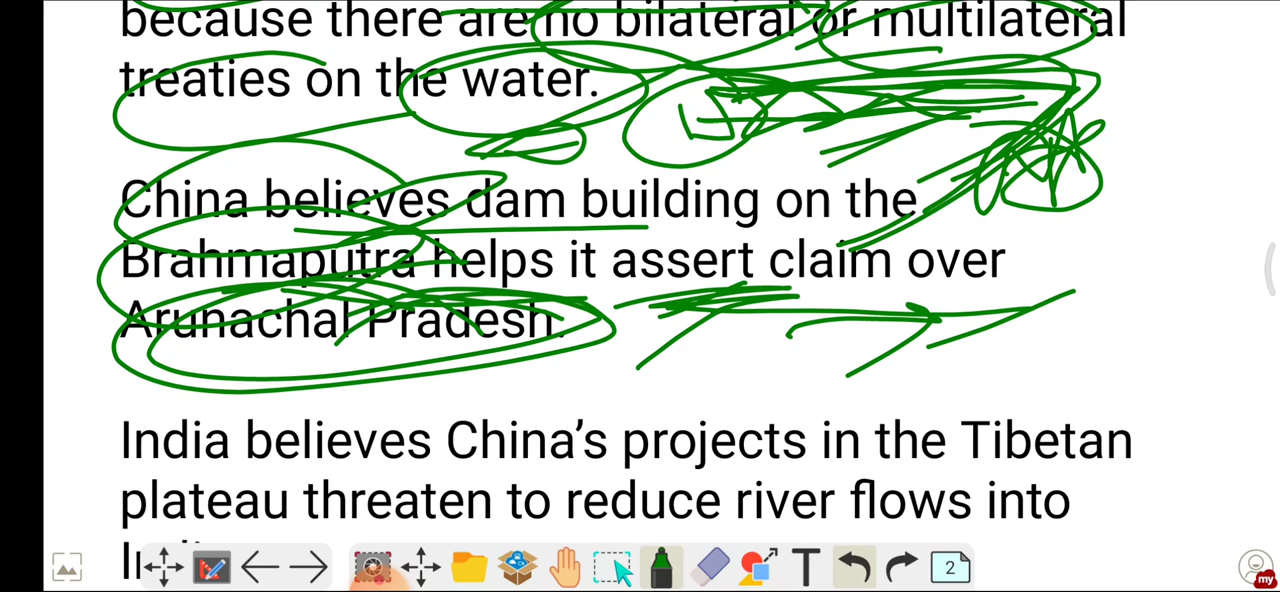 because there are no bilateral or multilateral
treaties on the water.
China believes dam building on the
Brahmaputra helps it assert claim over
Arunachal Pradesh.
India believes China’s projects in the Tibetan
plateau threaten to reduce river flows into
T
2
my